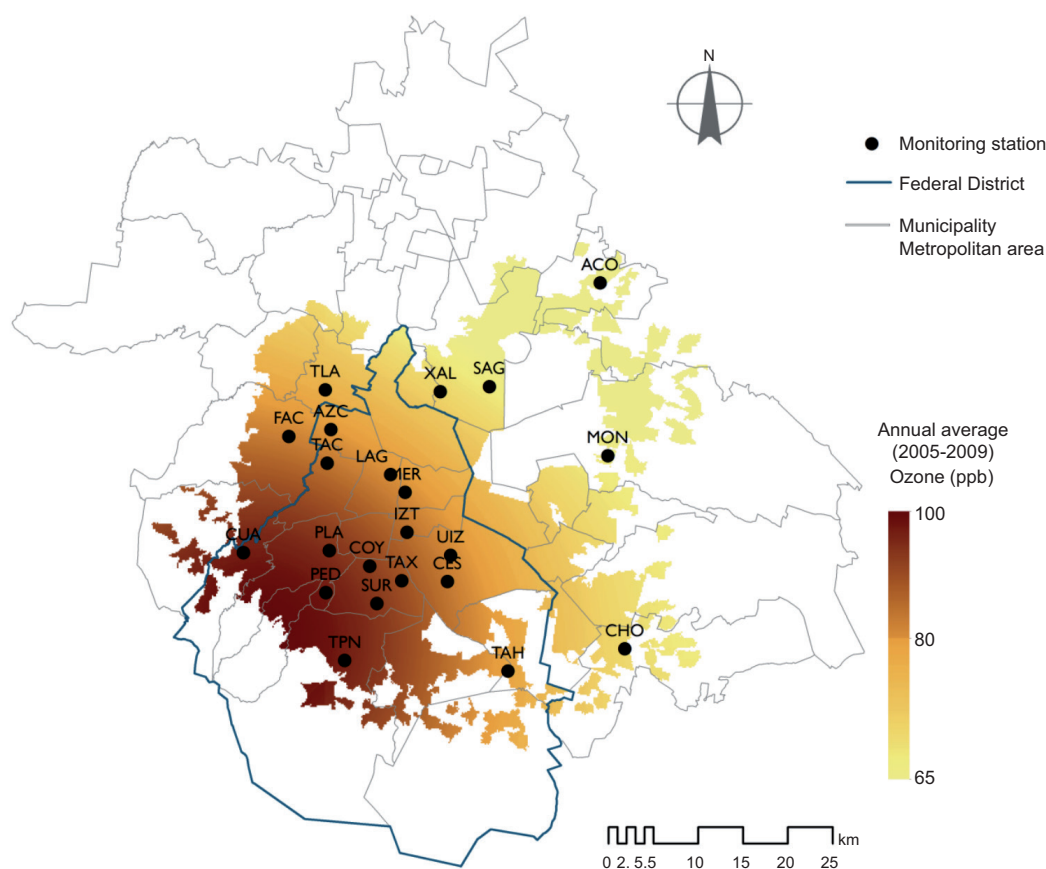 N
Monitoring station
Federal District
Municipality
Metropolitan area
ACO
TLA
XAL
SAG
AZC
FAC
TAC
MON
LAG
MER
IZT
CUA
PLA
COY
UIZ
TAX
CES
PED
SUR
TPN
TAH
CHO
Annual average
(2005-2009)
Ozone (ppb)
100
80
65
km
0 2. 5.5 10 15 20 25